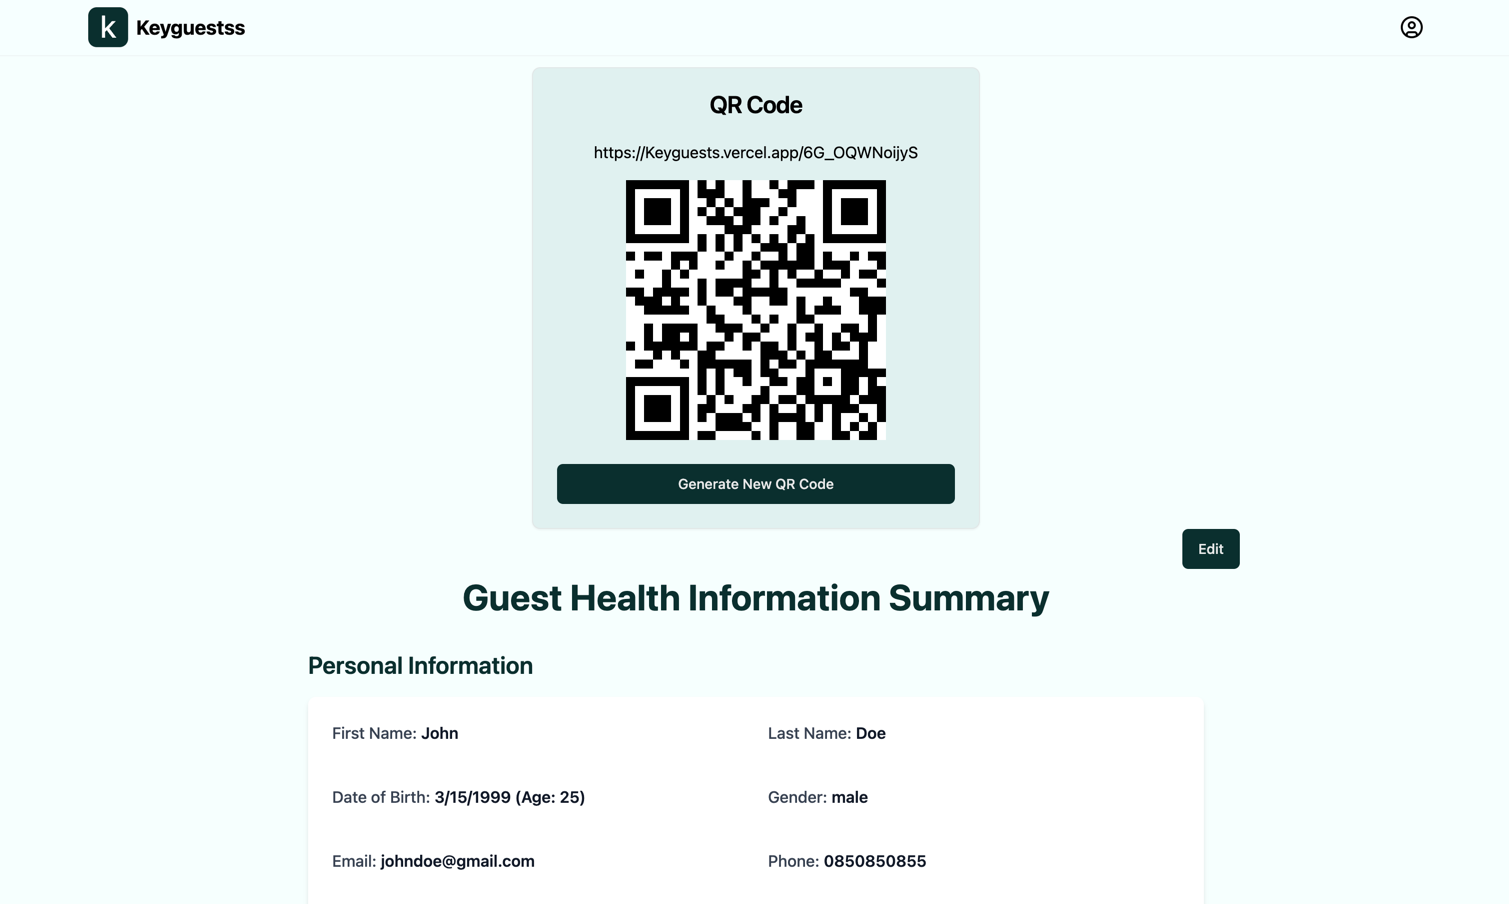 k Keyguestss
QR Code
https://Keyguests.vercel.app/6G_OQWNoijyS
Generate New QR Code
Edit
Guest Health Information Summary
Personal Information
First Name: John
Last Name: Doe
Date of Birth: 3/15/1999 (Age: 25)
Gender: male
Email: johndoe@gmail.com
Phone: 0850850855